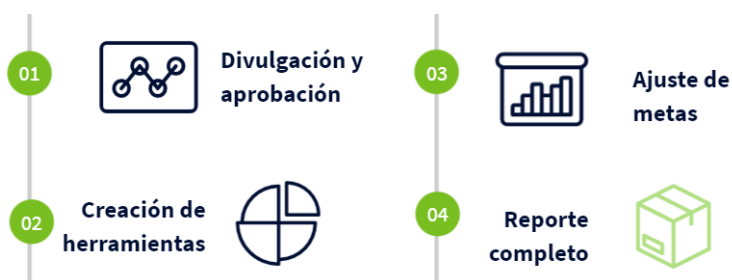 01
Divulgación y
aprobación
02
Creación de
herramientas
03
Ajuste de
metas
04
Reporte
completo